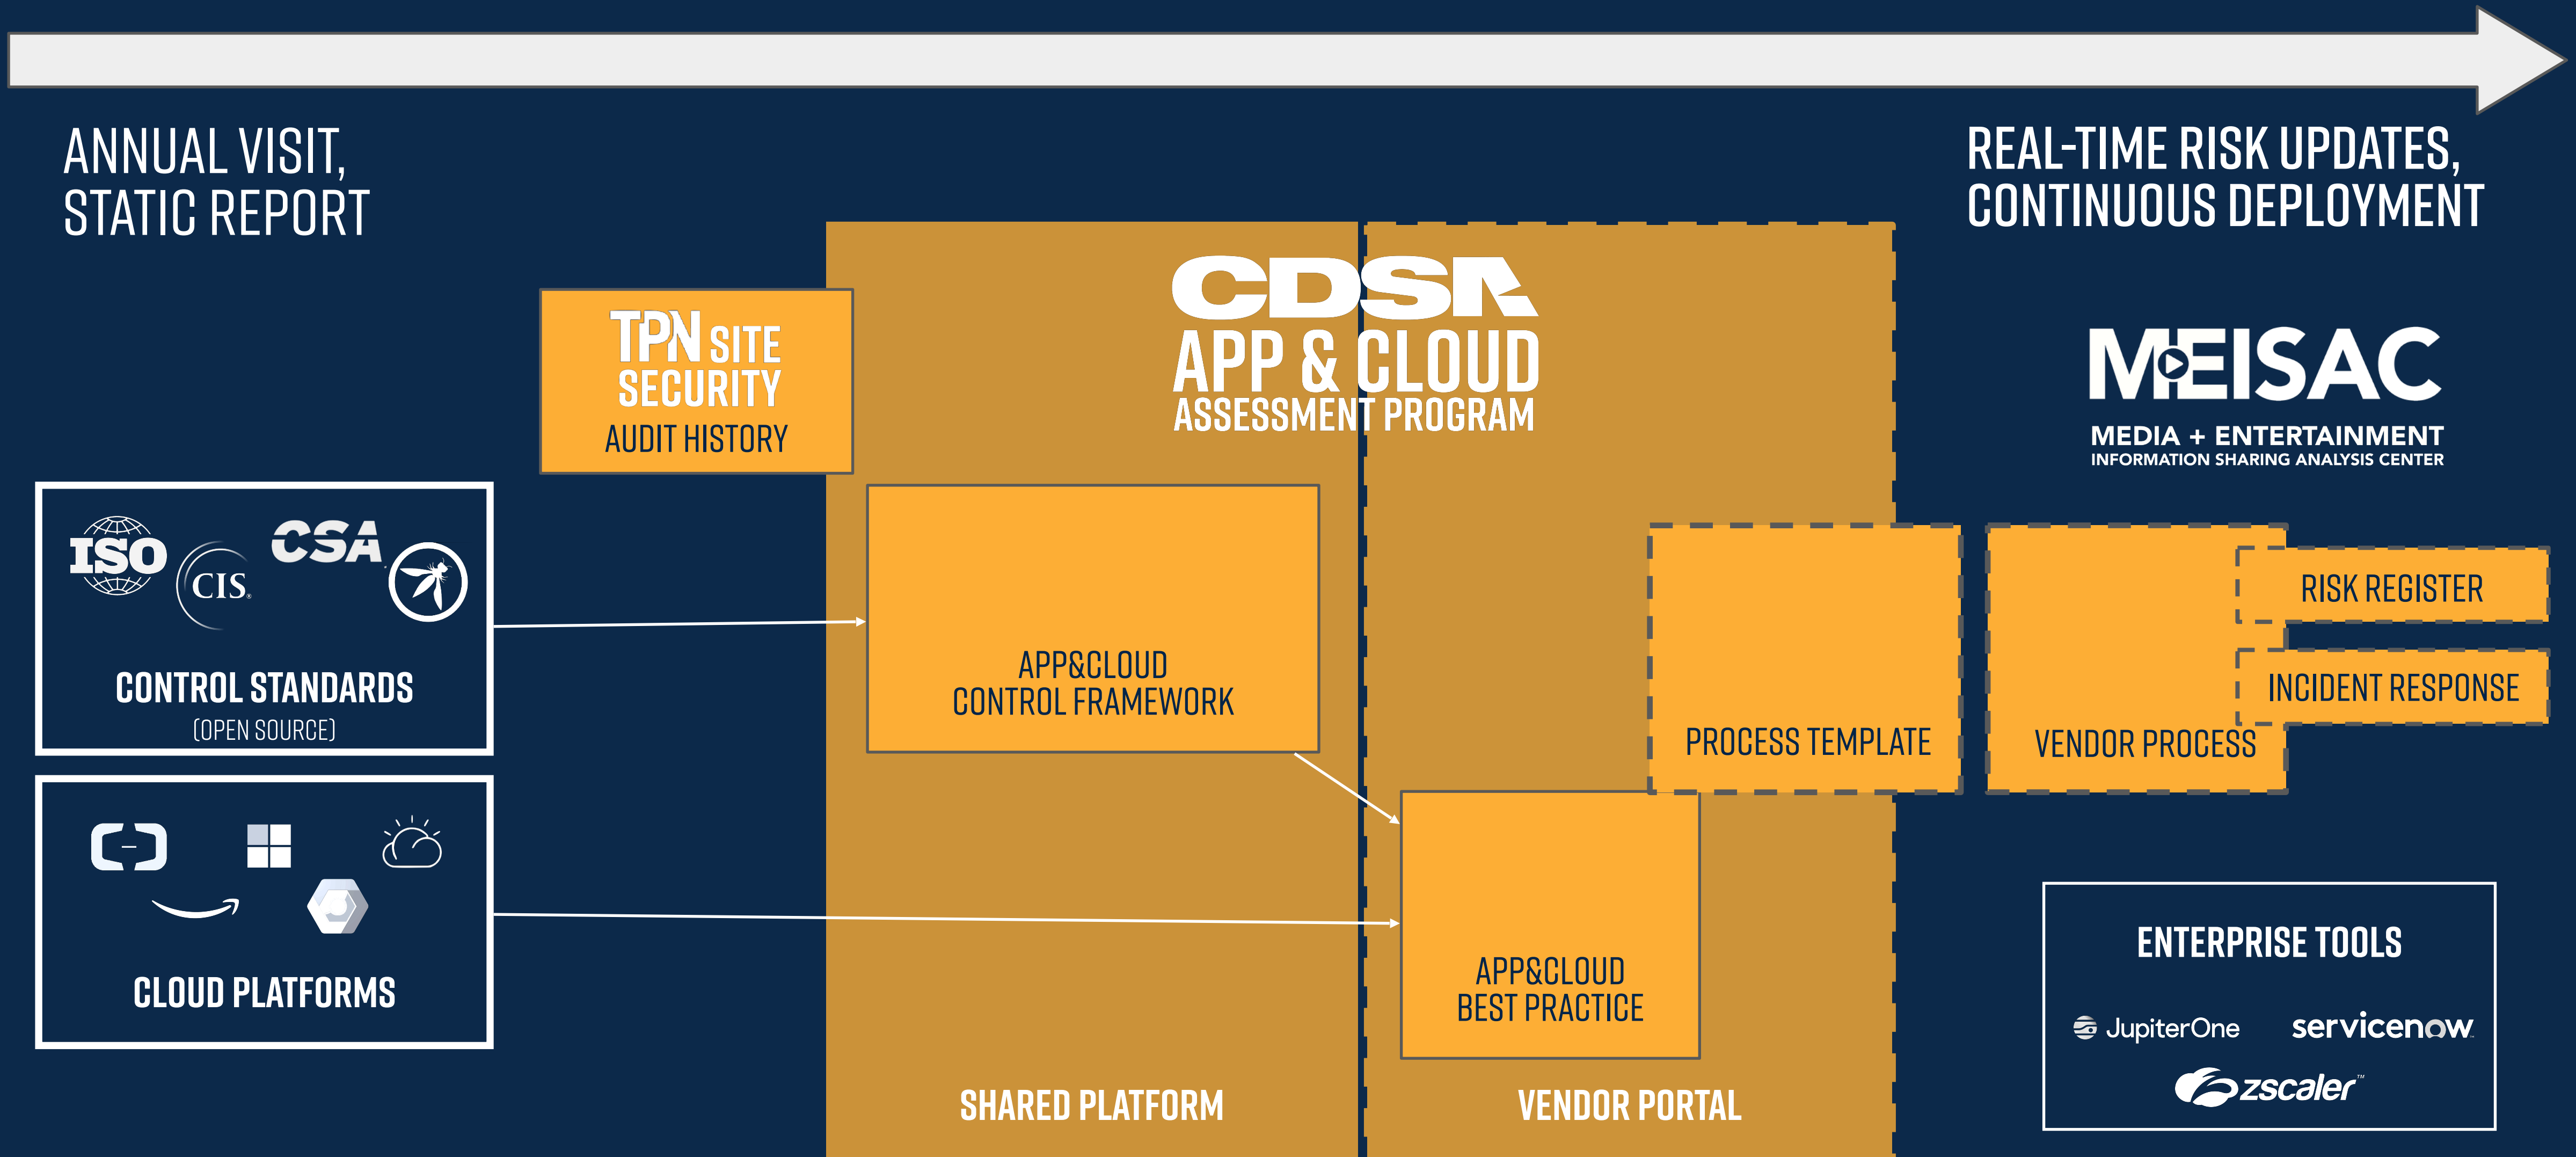 ANNUAL VISIT,
STATIC REPORT
REAL-TIME RISK UPDATES,
CONTINUOUS DEPLOYMENT
TPN SITE
SECURITY
AUDIT HISTORY
CDSA
APP & CLOUD
ASSESSMENT PROGRAM
MEISAC
MEDIA + ENTERTAINMENT
INFORMATION SHARING ANALYSIS CENTER
ISO
CIS®
CSA
CONTROL STANDARDS
(OPEN SOURCE)
APP&CLOUD
CONTROL FRAMEWORK
PROCESS TEMPLATE
VENDOR PROCESS
RISK REGISTER
INCIDENT RESPONSE
CLOUD PLATFORMS
APP&CLOUD
BEST PRACTICE
SHARED PLATFORM
VENDOR PORTAL
ENTERPRISE TOOLS
JupiterOne
servicenow
zscaler™